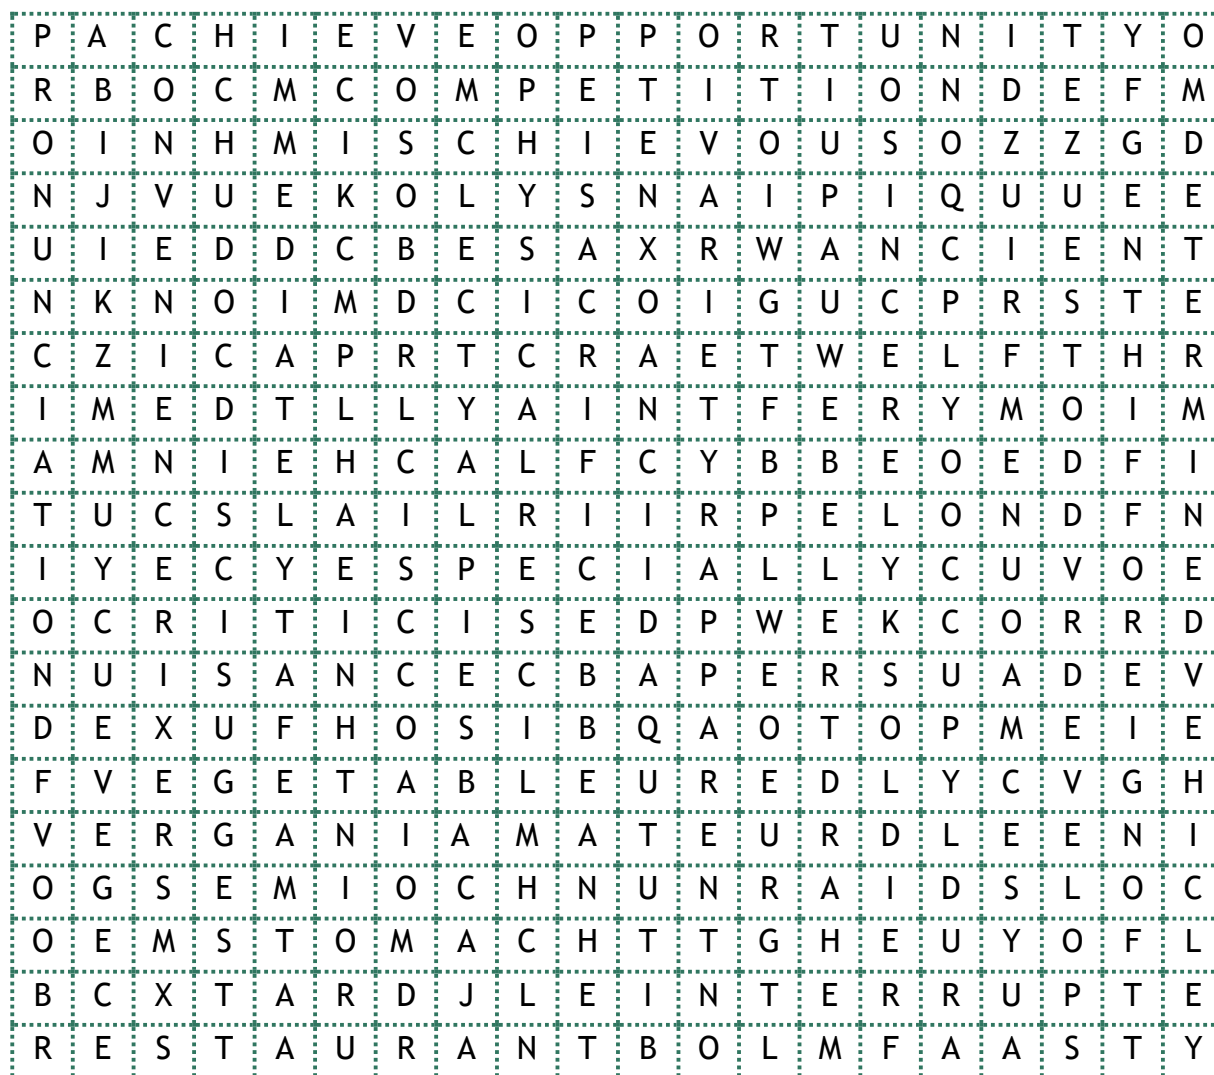 P A C H I E V E O P P O R T U N I T Y O
R B O C M C O M P E T I T I O N D E F M
O I N H M I S C H I E V O U S O Z Z G D
N J V U E K O L Y S N A I P I Q U U E E
U I E D D C B E S A X R W A N C I E N T
N K N O I M D C I C O I G U C P R S T E
C Z I C A P R T C R A E T W E L F T H R
I M E D T L L Y A I N T F E R Y M O I M
A M N I E H C A L F C Y B B E O E D F I
T U C S L A I L R I I R P E L O N D F N
I Y E C Y E S P E C I A L L Y C U V O E
O C R I T I C I S E D P W E K C O R R D
N U I S A N C E C B A P E R S U A D E V
D E X U F H O S I B Q A O T O P M E I E
F V E G E T A B L E U R E D L Y C V G H
V E R G A N I A M A T E U R D L E E N I
O G S E M I O C H N U N R A I D S L O C
O E M S T O M A C H T T G H E U Y O F L
B C X T A R D J L E I N T E R R U P T E
R E S T A U R A N T B O L M F A A S T Y